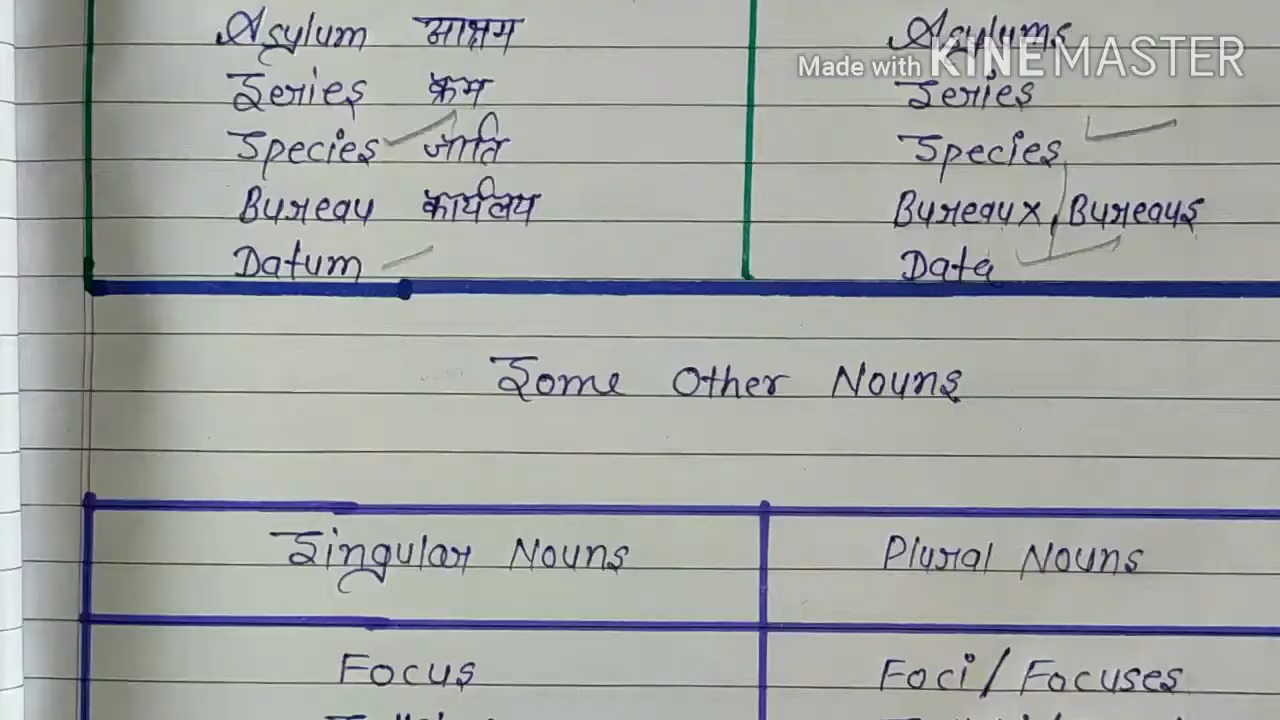 Asylum आश्रम Asylums
Made with KINEMASTER
Series क्रम Series
Species जाति Species
Bureau कार्यलय Bureaux, Bureaus
Datum Data
Some Other Nouns
Singular Nouns Plural Nouns
Focus Foci / Focuses